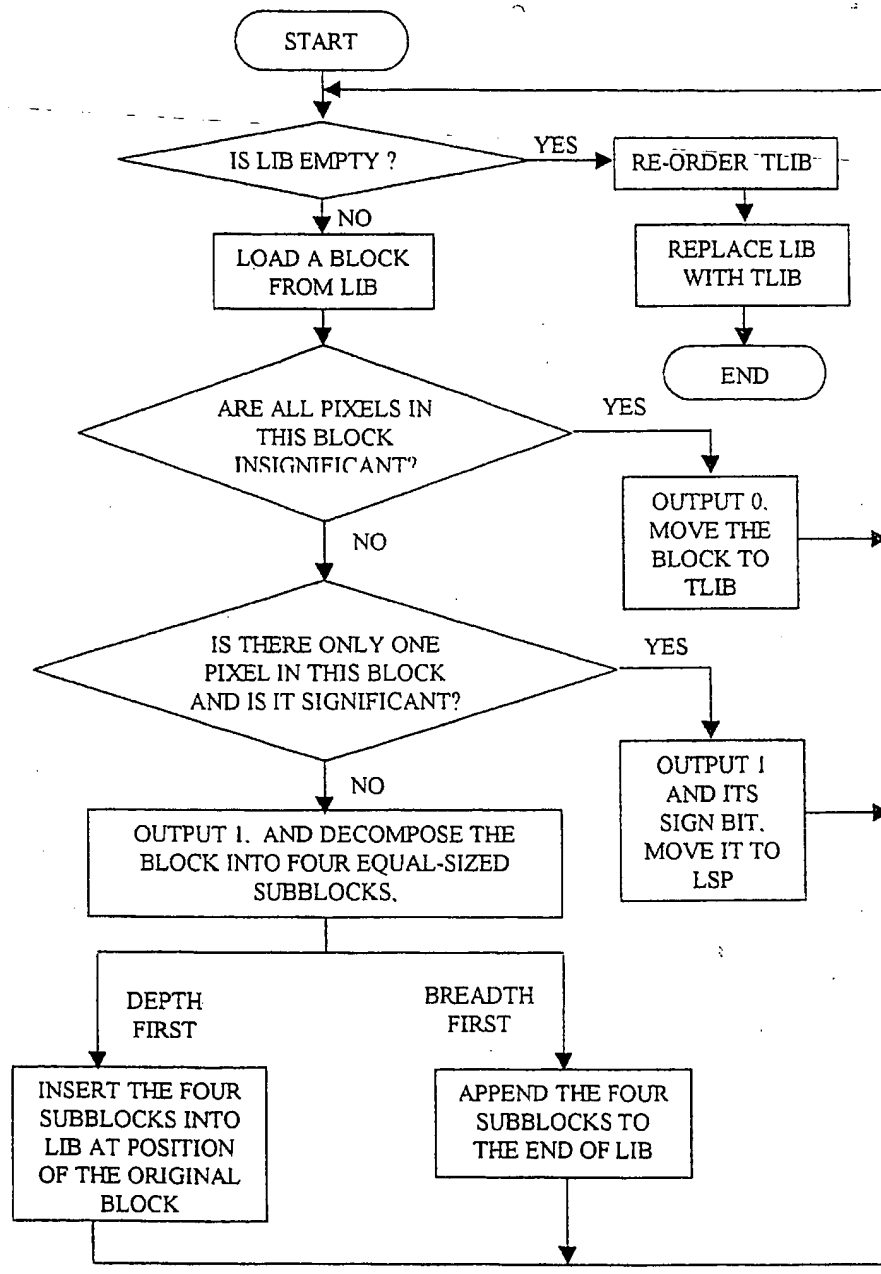 START
IS LIB EMPTY ?
YES
RE-ORDER TLIB
NO
LOAD A BLOCK
FROM LIB
REPLACE LIB
WITH TLIB
END
ARE ALL PIXELS IN
THIS BLOCK
INSIGNIFICANT?
YES
OUTPUT 0.
MOVE THE
BLOCK TO
TLIB
NO
IS THERE ONLY ONE
PIXEL IN THIS BLOCK
AND IS IT SIGNIFICANT?
YES
OUTPUT 1
AND ITS
SIGN BIT.
MOVE IT TO
LSP
NO
OUTPUT 1. AND DECOMPOSE THE
BLOCK INTO FOUR EQUAL-SIZED
SUBBLOCKS.
DEPTH
FIRST
BREADTH
FIRST
INSERT THE FOUR
SUBBLOCKS INTO
LIB AT POSITION
OF THE ORIGINAL
BLOCK
APPEND THE FOUR
SUBBLOCKS TO
THE END OF LIB